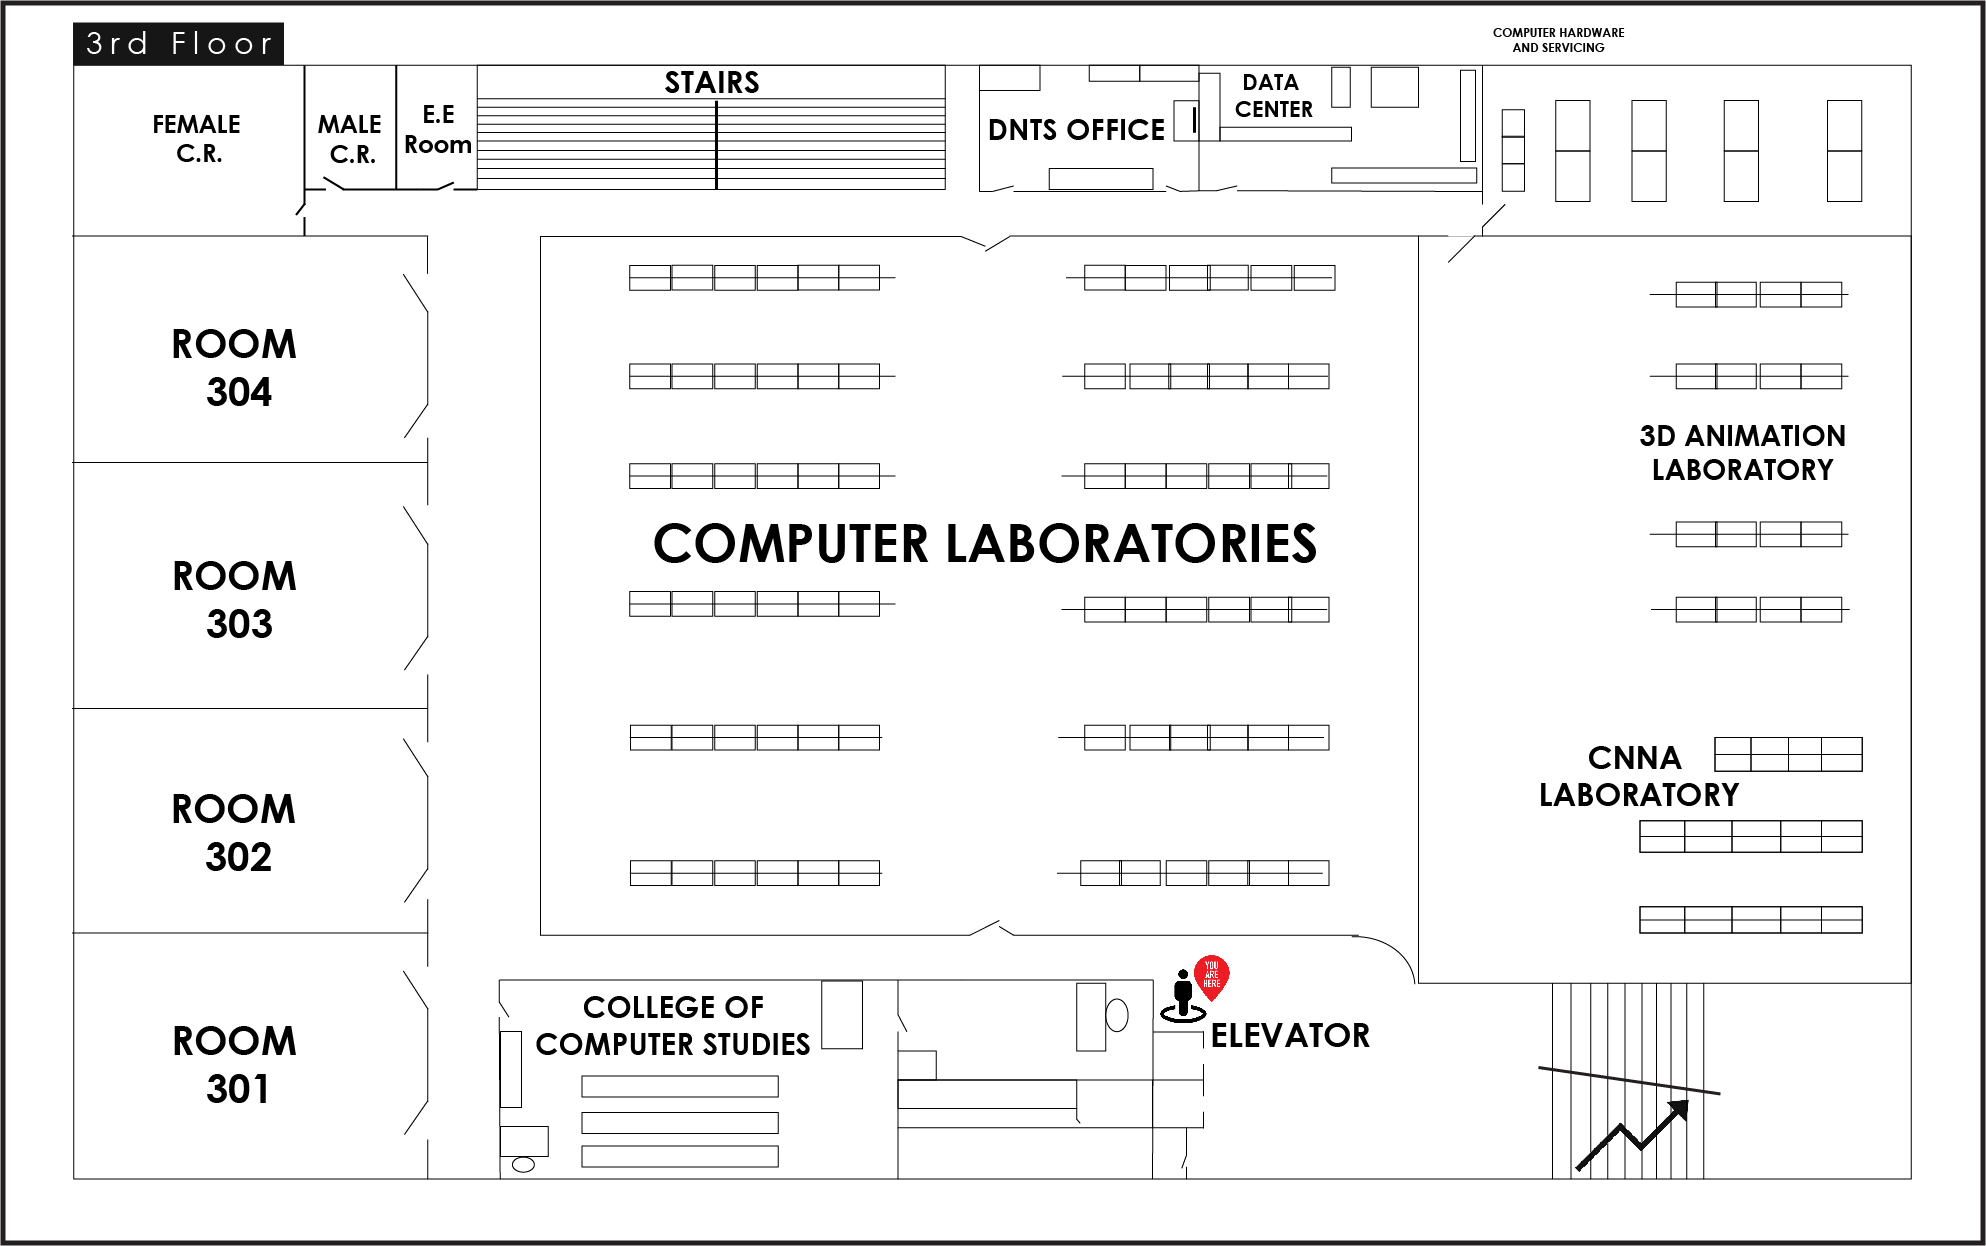 3rd Floor
COMPUTER HARDWARE
AND SERVICING
FEMALE
C.R.
MALE
C.R.
E.E
Room
STAIRS
DNTS OFFICE
DATA
CENTER
ROOM
304
3D ANIMATION
LABORATORY
COMPUTER LABORATORIES
ROOM
303
CNNA
LABORATORY
ROOM
302
YOU
ARE
HERE
COLLEGE OF
COMPUTER STUDIES
ELEVATOR
ROOM
301